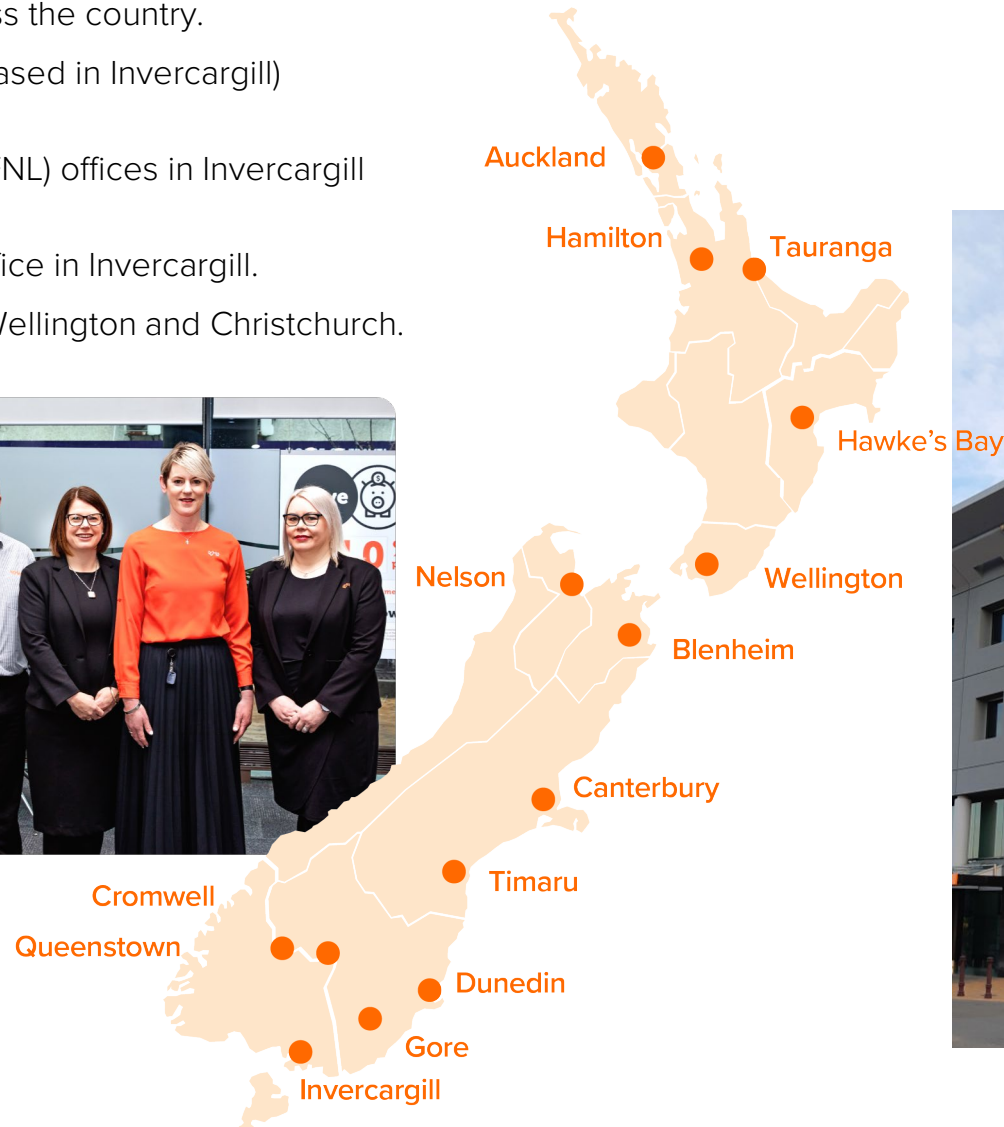 ss the country.
ased in Invercargill)
NL) offices in Invercargill
ice in Invercargill.
Wellington and Christchurch.
Auckland
Hamilton
Tauranga
Hawke's Bay
Nelson
Wellington
Blenheim
Canterbury
Timaru
Cromwell
Queenstown
Dunedin
Gore
Invercargill